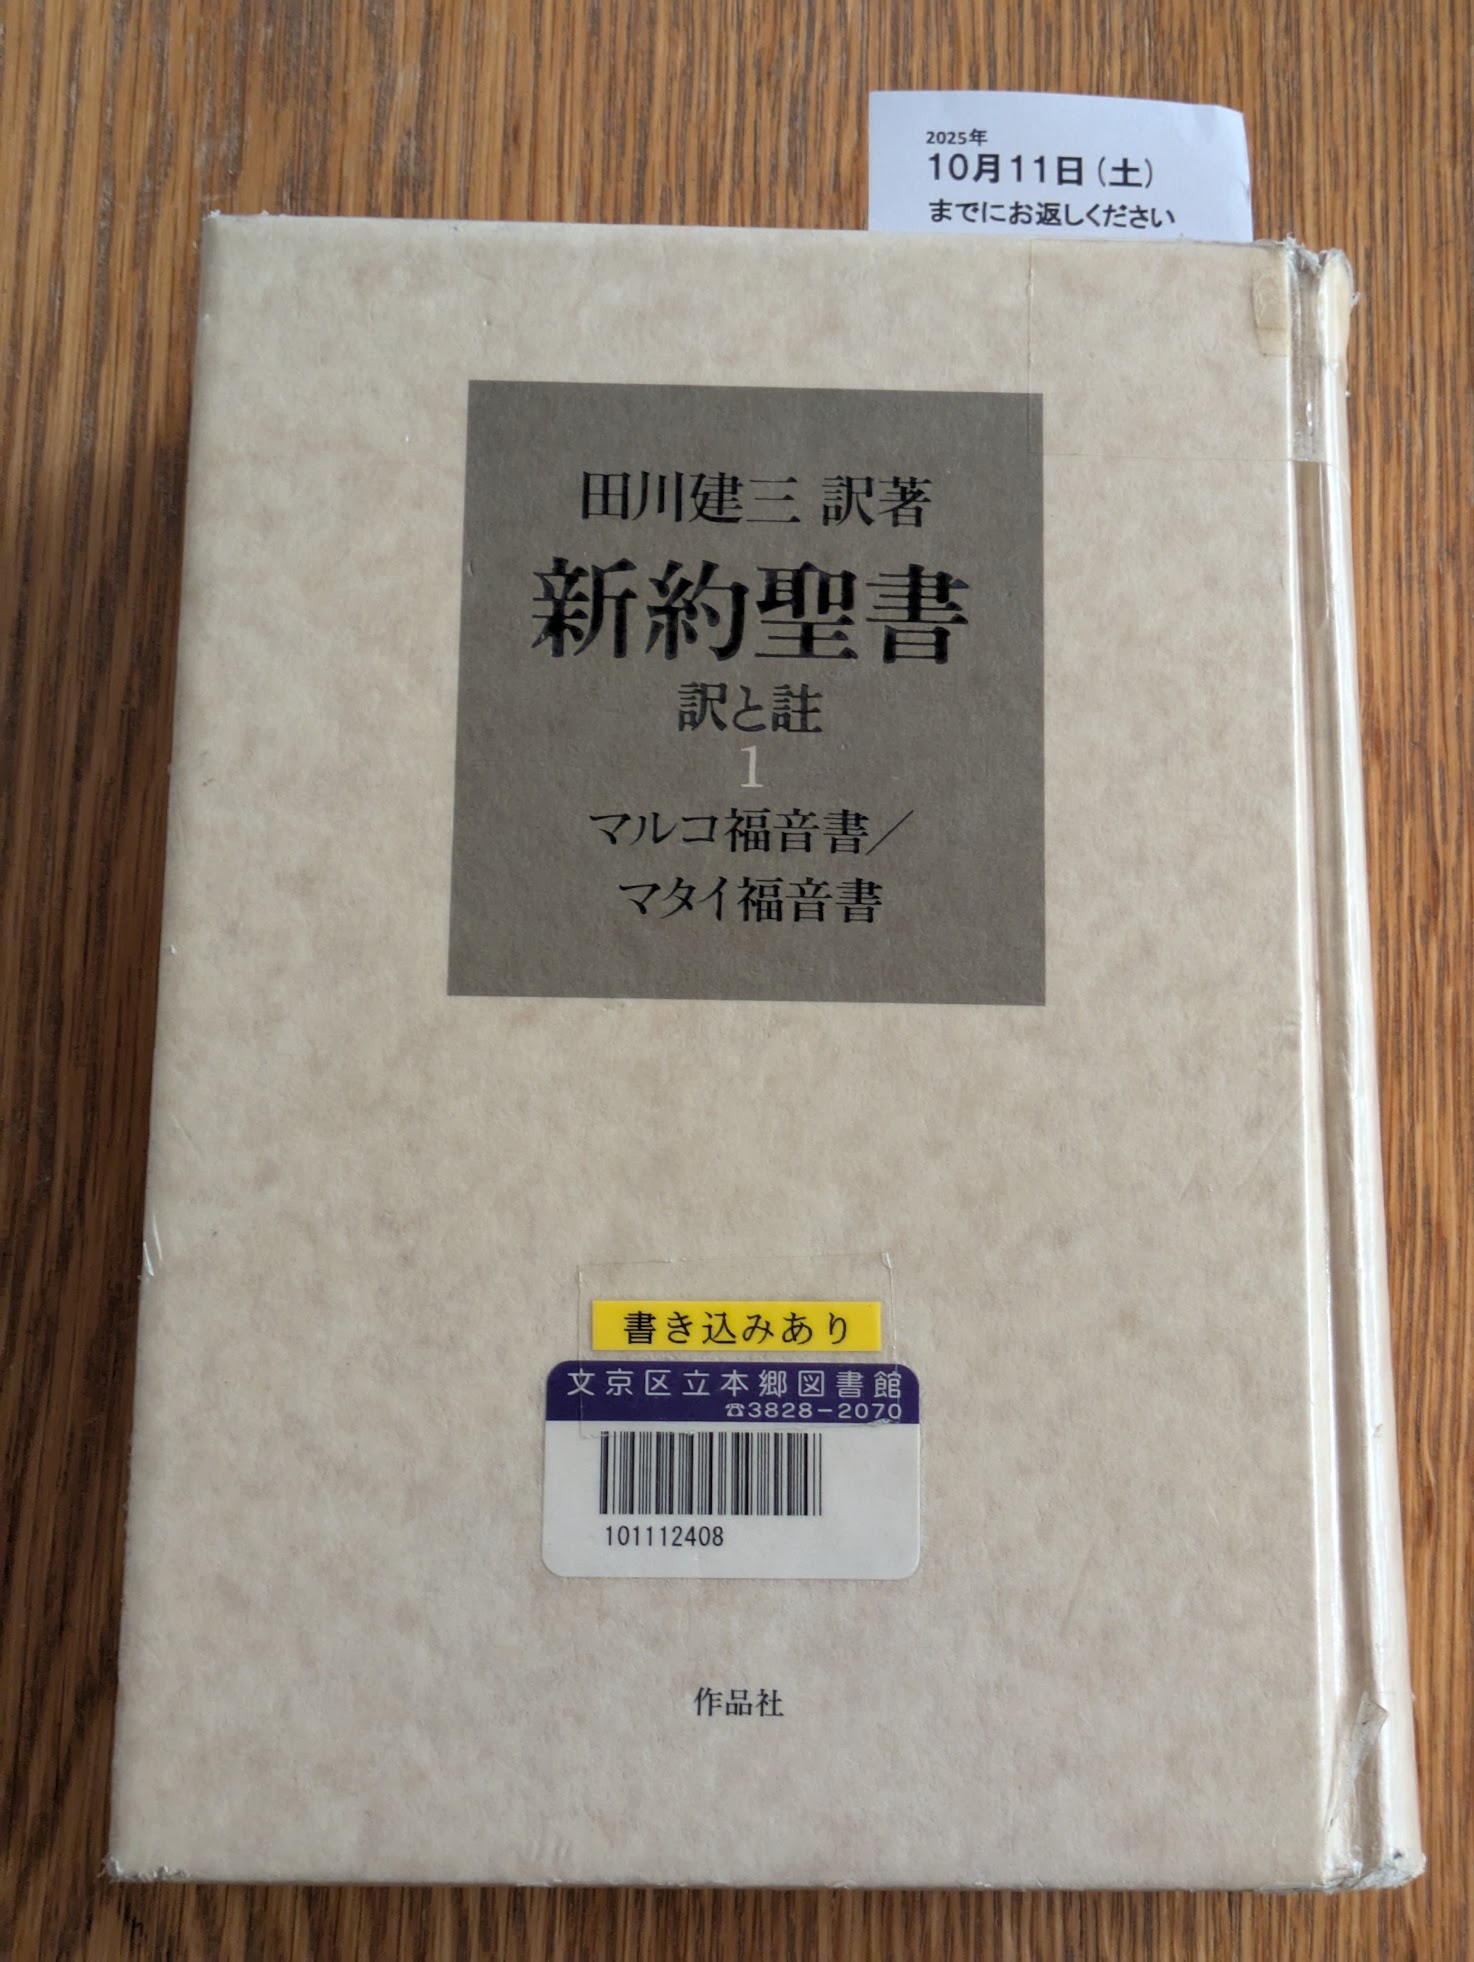 2025年
10月11日(土)
までにお返しください
田川建三 訳著
新約聖書
訳と註
1
マルコ福音書／
マタイ福音書
書き込みあり
文京区立本郷図書館
☎3828-2070
101112408
作品社